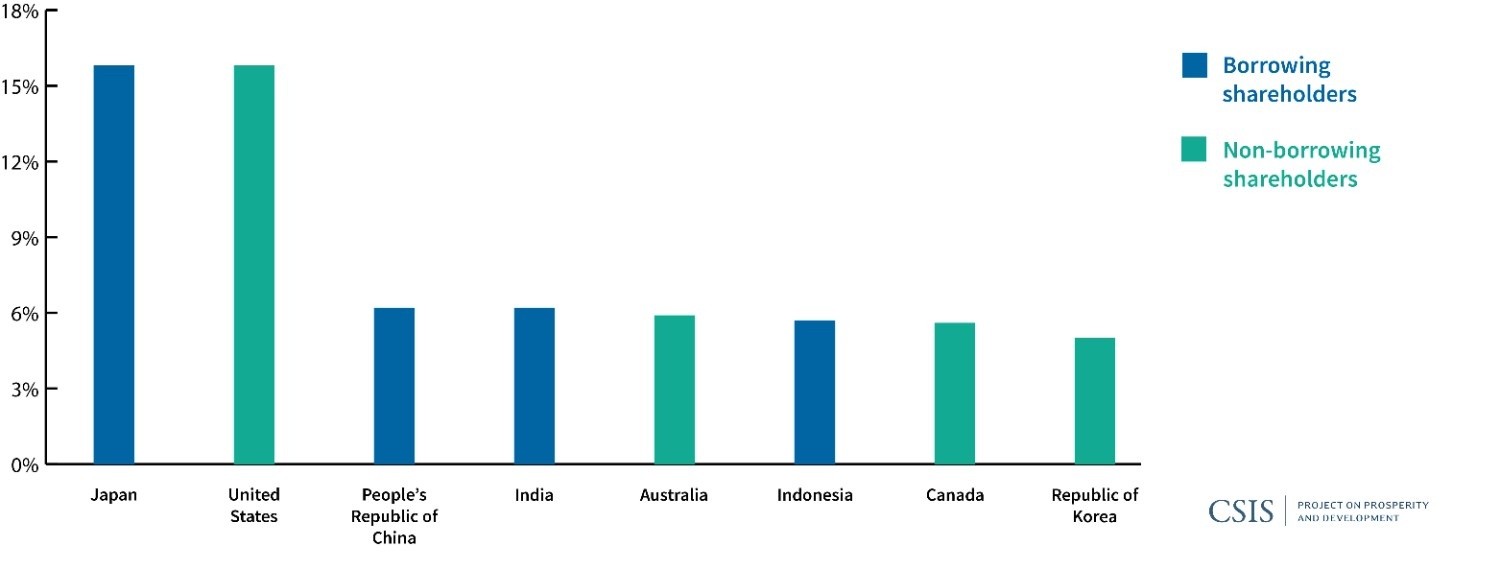 18%
15%
12%
9%
6%
3%
0%
Japan
United
States
People’s
Republic of
China
India
Australia
Indonesia
Canada
Republic of
Korea
Borrowing
shareholders
Non-borrowing
shareholders
CSIS
PROJECT ON PROSPERITY
AND DEVELOPMENT